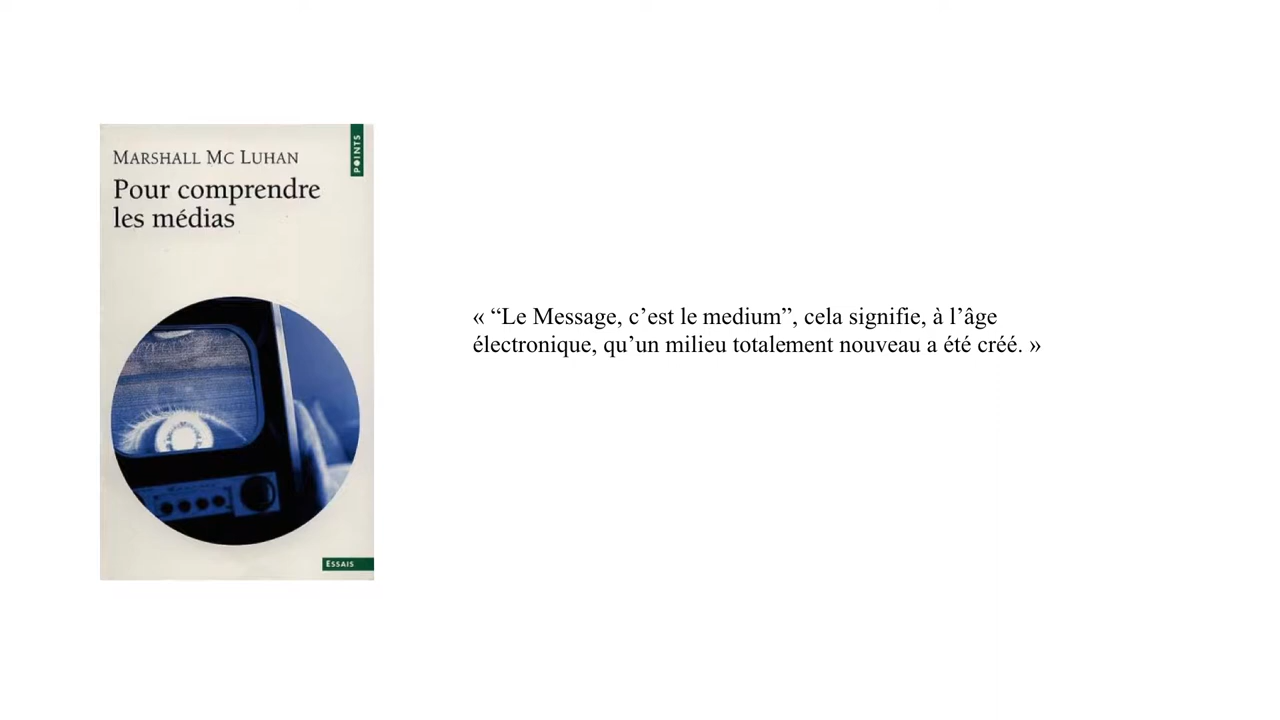 POINTS
MARSHALL MC LUHAN
Pour comprendre
les médias
ESSAIS
« “Le Message, c’est le medium”, cela signifie, à l’âge
électronique, qu’un milieu totalement nouveau a été créé. »